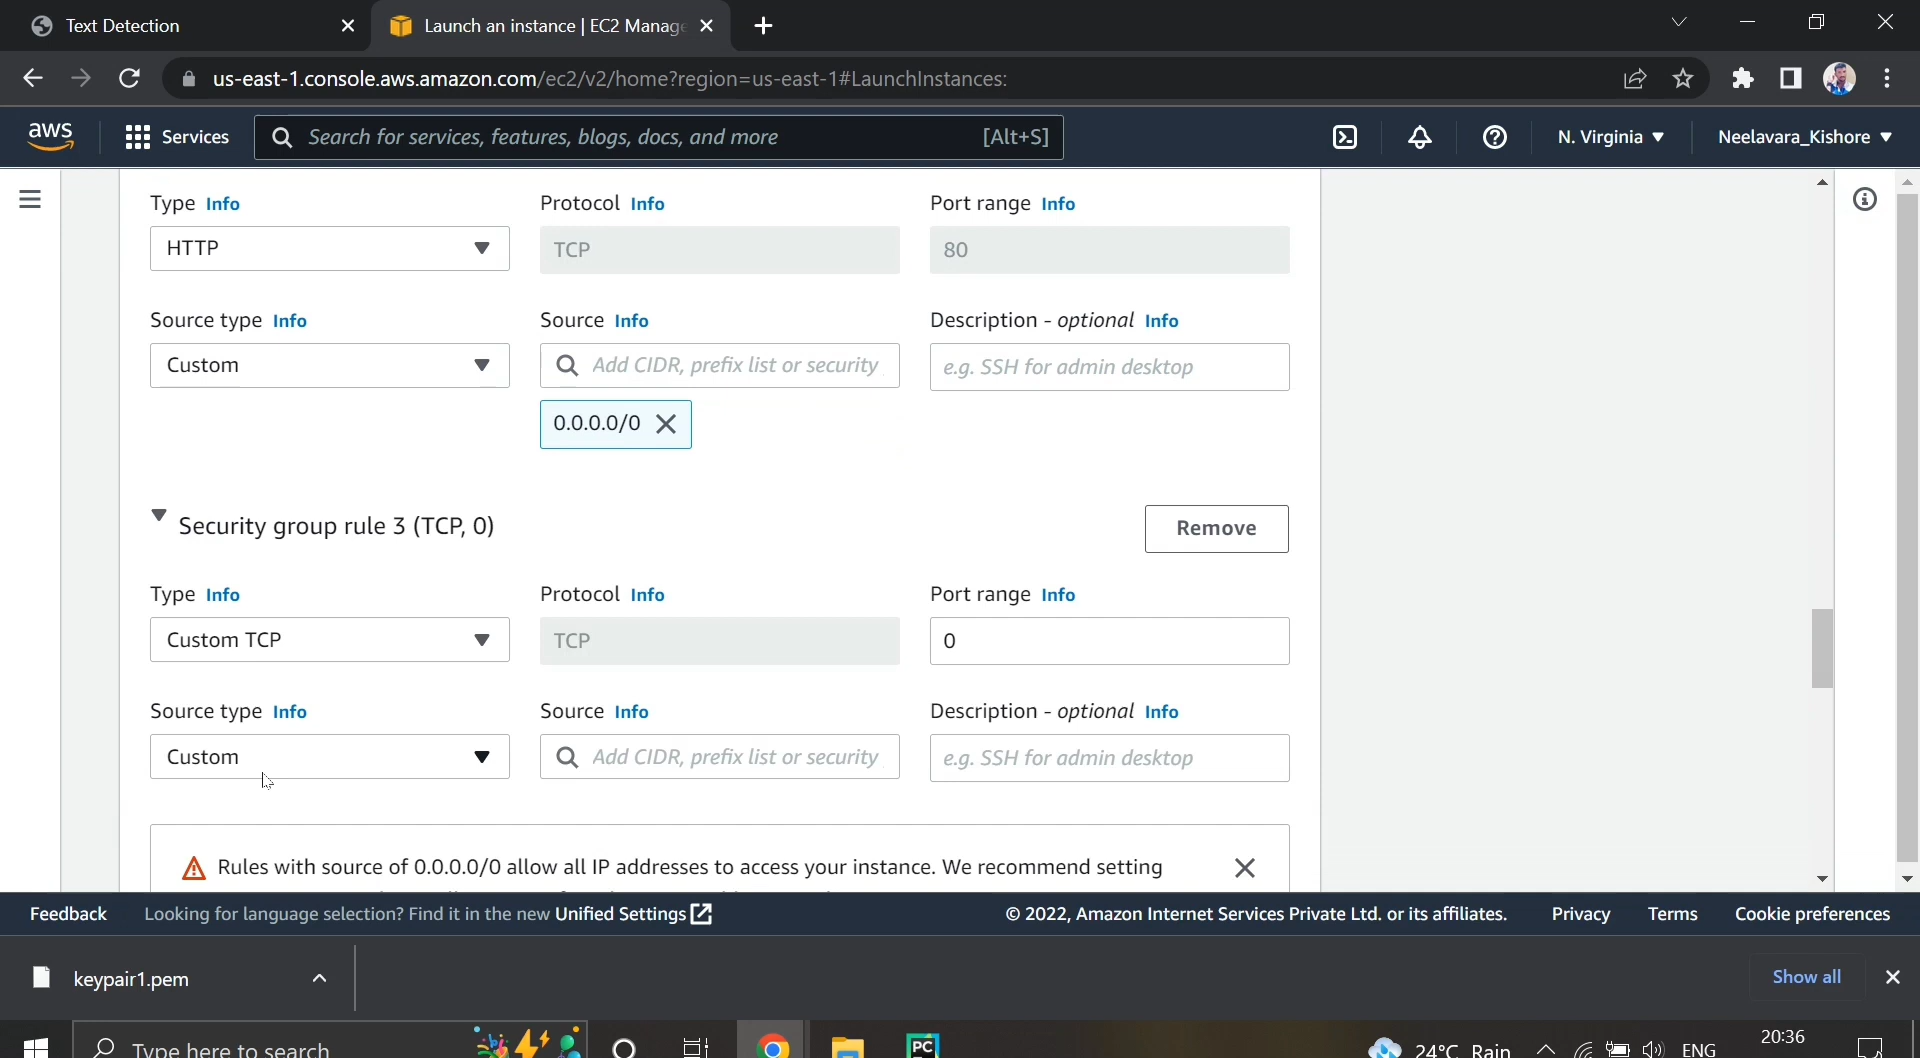 Text Detection
Launch an instance | EC2 Manage
us-east-1.console.aws.amazon.com/ec2/v2/home?region=us-east-1#LaunchInstances:
aws
Services
Search for services, features, blogs, docs, and more
[Alt+S]
N. Virginia
Neelavara_Kishore
Type Info
Protocol Info
Port range Info
HTTP
TCP
80
Source type Info
Source Info
Description - optional Info
Custom
Add CIDR, prefix list or security
e.g. SSH for admin desktop
0.0.0.0/0
Security group rule 3 (TCP, 0)
Remove
Type Info
Protocol Info
Port range Info
Custom TCP
TCP
0
Source type Info
Source Info
Description - optional Info
Custom
Add CIDR, prefix list or security
e.g. SSH for admin desktop
Rules with source of 0.0.0.0/0 allow all IP addresses to access your instance. We recommend setting
Feedback
Looking for language selection? Find it in the new Unified Settings
© 2022, Amazon Internet Services Private Ltd. or its affiliates.
Privacy
Terms
Cookie preferences
keypair1.pem
Show all
Type here to search
PC
24°C Rain
ENG
20:36